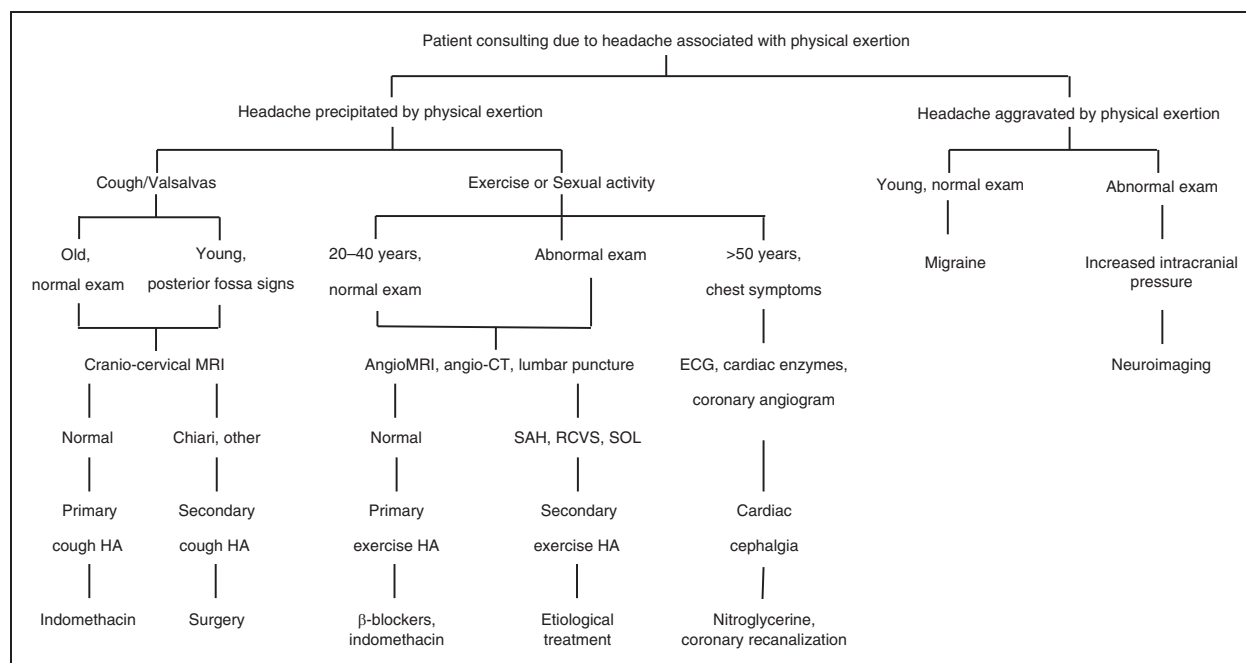 Patient consulting due to headache associated with physical exertion
Headache precipitated by physical exertion
Headache aggravated by physical exertion
Cough/Valsalvas
Exercise or Sexual activity
Young, normal exam
Abnormal exam
Old,
normal exam
Young,
posterior fossa signs
20–40 years,
normal exam
Abnormal exam
>50 years,
chest symptoms
Migraine
Increased intracranial
pressure
Cranio-cervical MRI
AngioMRI, angio-CT, lumbar puncture
ECG, cardiac enzymes,
coronary angiogram
Neuroimaging
Normal
Chiari, other
Normal
SAH, RCVS, SOL
Primary
cough HA
Secondary
cough HA
Primary
exercise HA
Secondary
exercise HA
Cardiac
cephalgia
Indomethacin
Surgery
β-blockers,
indomethacin
Etiological
treatment
Nitroglycerine,
coronary recanalization